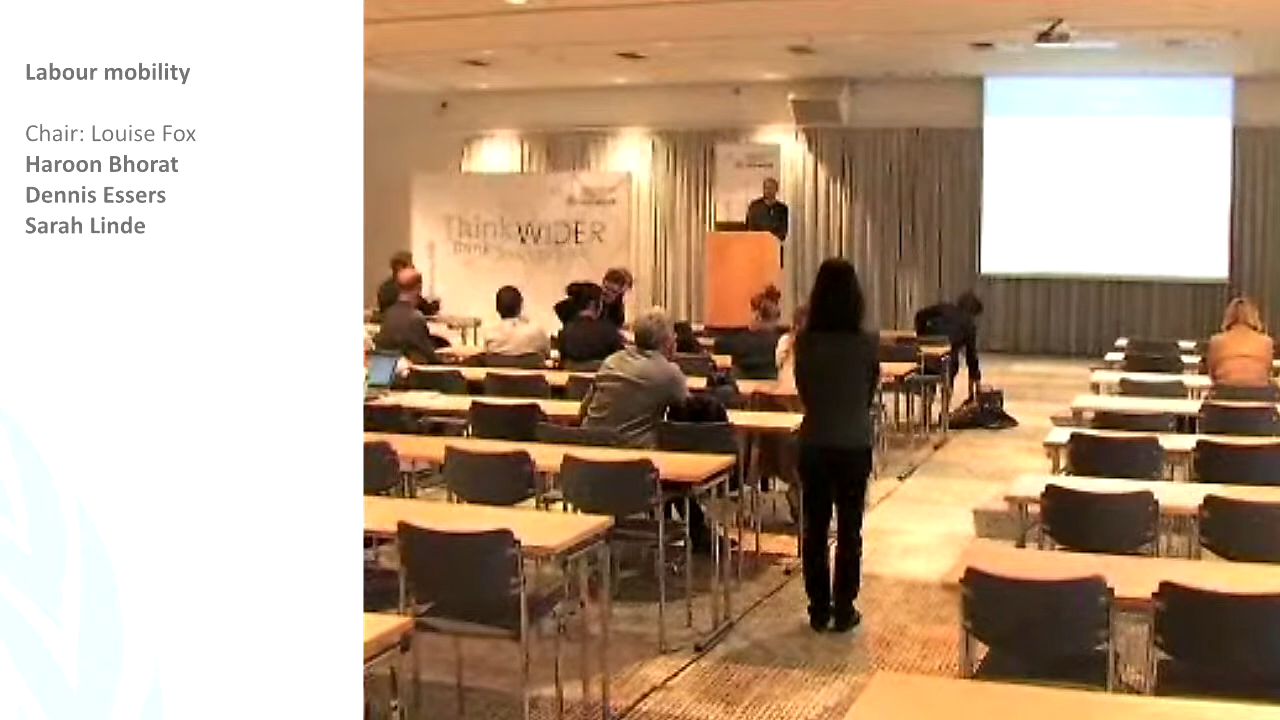 Labour mobility
Chair: Louise Fox
Haroon Bhorat
Dennis Essers
Sarah Linde
ThinkWIDER